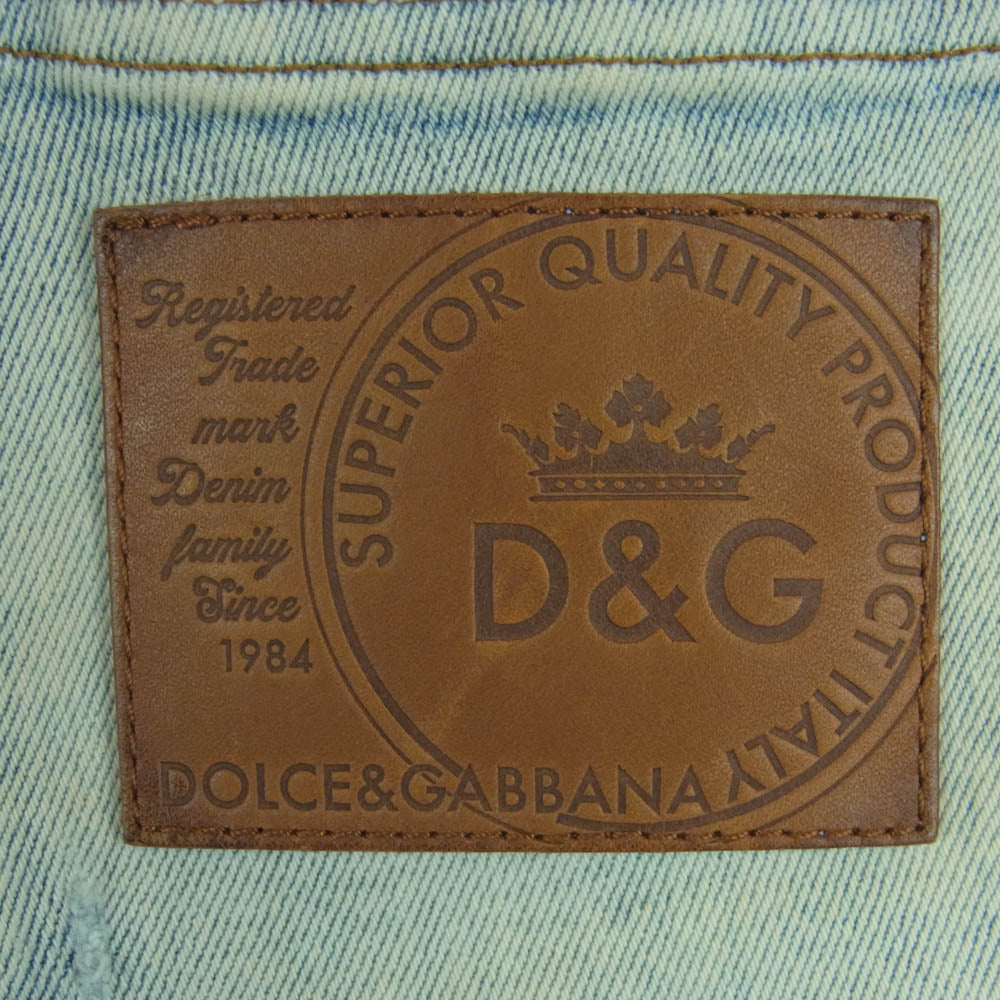 Registered
Trade
mark
Denim
family
Since
1984
SUPERIOR QUALITY PRODUCT ITALY
D&G
DOLCE&GABBANA